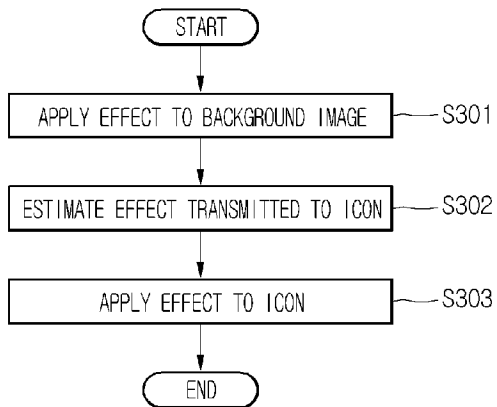 START
APPLY EFFECT TO BACKGROUND IMAGE
S301
ESTIMATE EFFECT TRANSMITTED TO ICON
S302
APPLY EFFECT TO ICON
S303
END